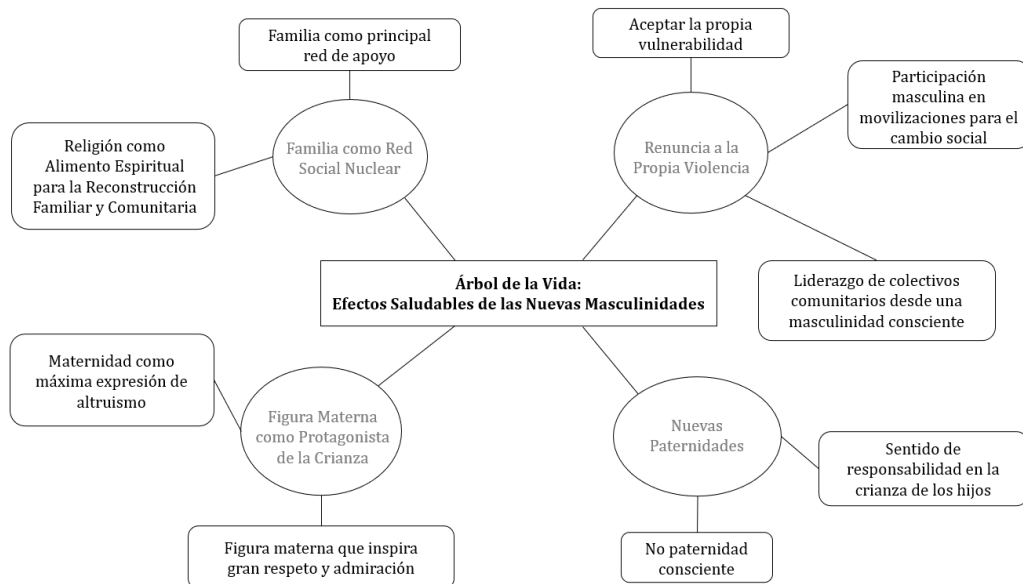 Familia como principal
red de apoyo
Aceptar la propia
vulnerabilidad
Participación
masculina en
movilizaciones para el
cambio social
Religión como
Alimento Espiritual
para la Reconstrucción
Familiar y Comunitaria
Familia como Red
Social Nuclear
Renuncia a la
Propia Violencia
Árbol de la Vida:
Efectos Saludables de las Nuevas Masculinidades
Liderazgo de colectivos
comunitarios desde una
masculinidad consciente
Maternidad como
máxima expresión de
altruismo
Figura Materna
como Protagonista
de la Crianza
Nuevas
Paternidades
Sentido de
responsabilidad en la
crianza de los hijos
Figura materna que inspira
gran respeto y admiración
No paternidad
consciente